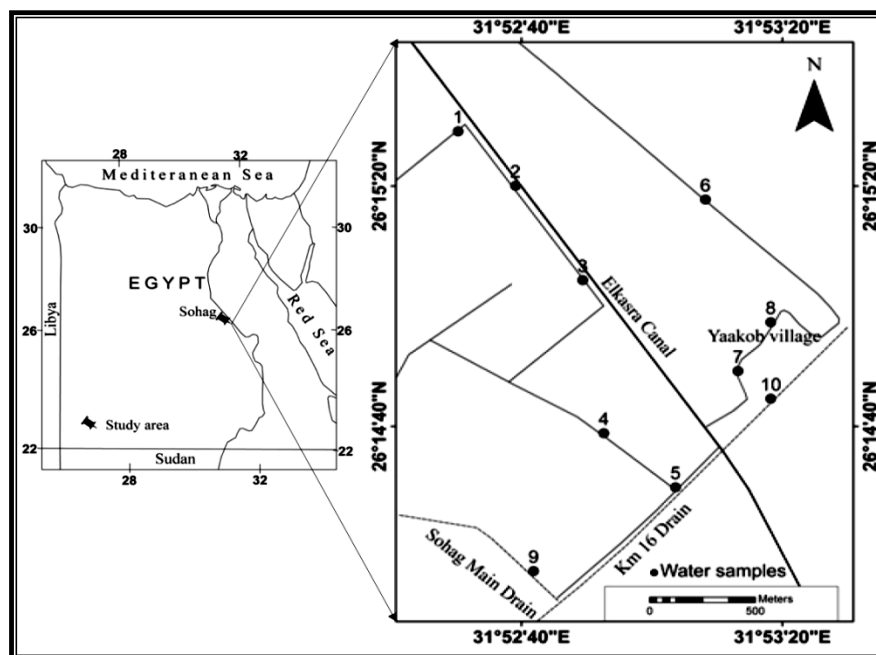 28
32
Mediteranean Sea
30
30
EGYPT
Libya
Sohag
Red Sea
26
26
Study area
22
22
Sudan
28
32
31°52'40"E
31°53'20"E
N
1
26°15'20"N
2
26°15'20"N
6
3
Elkasra Canal
8
Yaakob village
7
10
26°14'40"N
4
26°14'40"N
5
Km 16 Drain
Sohag Main Drain
9
Water samples
Meters
0
500
31°52'40"E
31°53'20"E